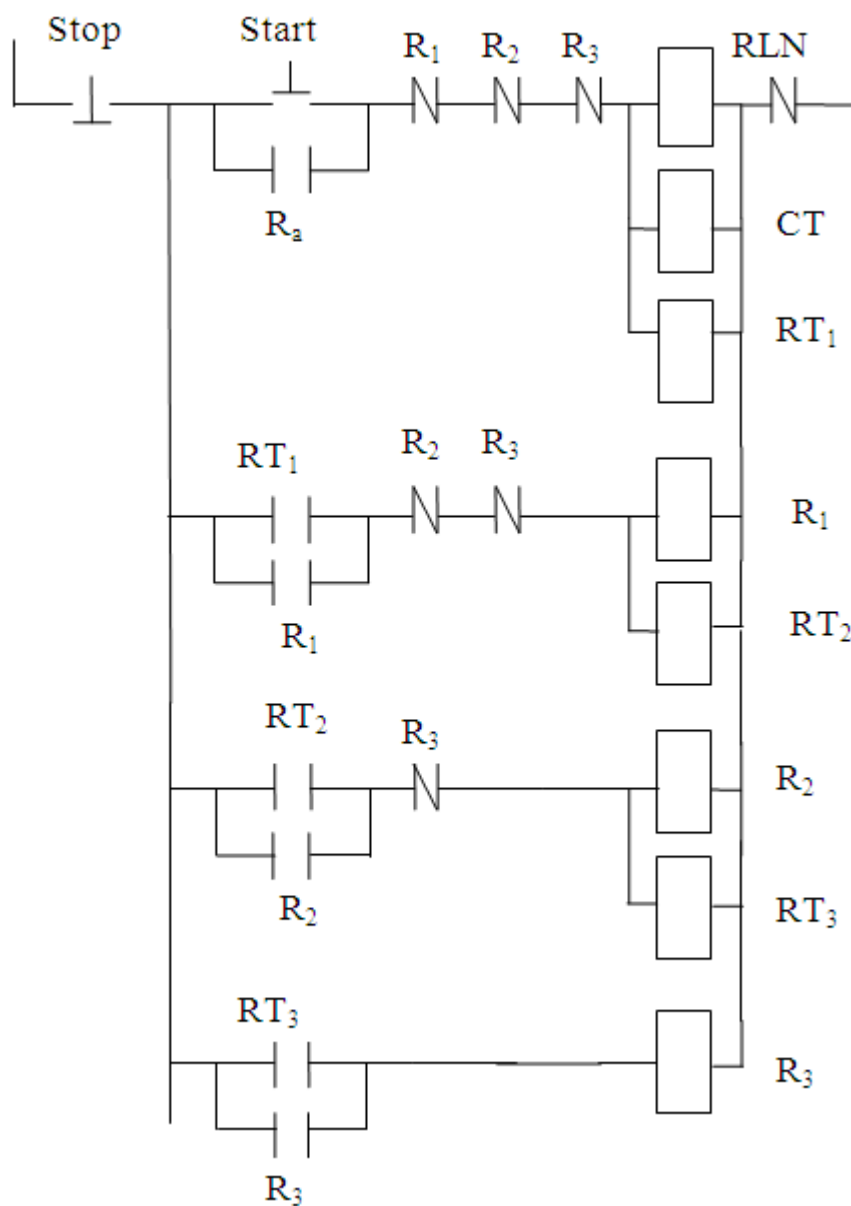 Stop Start R₁ R₂ R₃ RLN
Rₐ CT
RT₁
RT₁ R₂ R₃
R₁
R₁ RT₂
RT₂ R₃
R₂
R₂ RT₃
RT₃
R₃
R₃